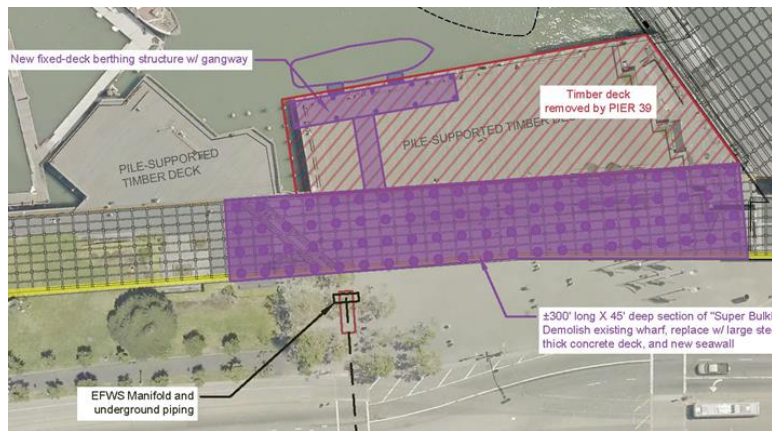 New fixed-deck berthing structure w/ gangway
Timber deck
removed by PIER 39
PILE-SUPPORTED TIMBER DE
PILE-SUPPORTED
TIMBER DECK
±300' long X 45' deep section of "Super Bulk
Demolish existing wharf, replace w/ large ste
thick concrete deck, and new seawall
EFWS Manifold and
underground piping